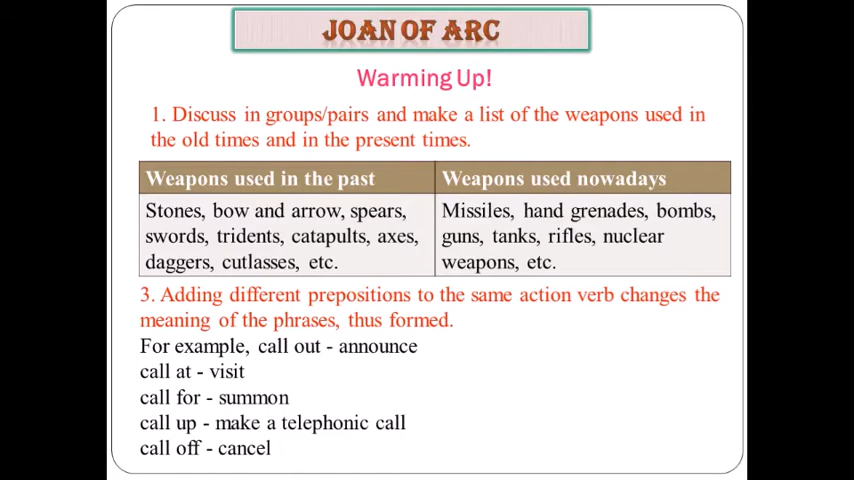 JOAN OF ARC
Warming Up!
1. Discuss in groups/pairs and make a list of the weapons used in
the old times and in the present times.
Weapons used in the past
Stones, bow and arrow, spears,
swords, tridents, catapults, axes,
daggers, cutlasses, etc.
Weapons used nowadays
Missiles, hand grenades, bombs,
guns, tanks, rifles, nuclear
weapons, etc.
3. Adding different prepositions to the same action verb changes the
meaning of the phrases, thus formed.
For example, call out - announce
call at - visit
call for - summon
call up - make a telephonic call
call off - cancel